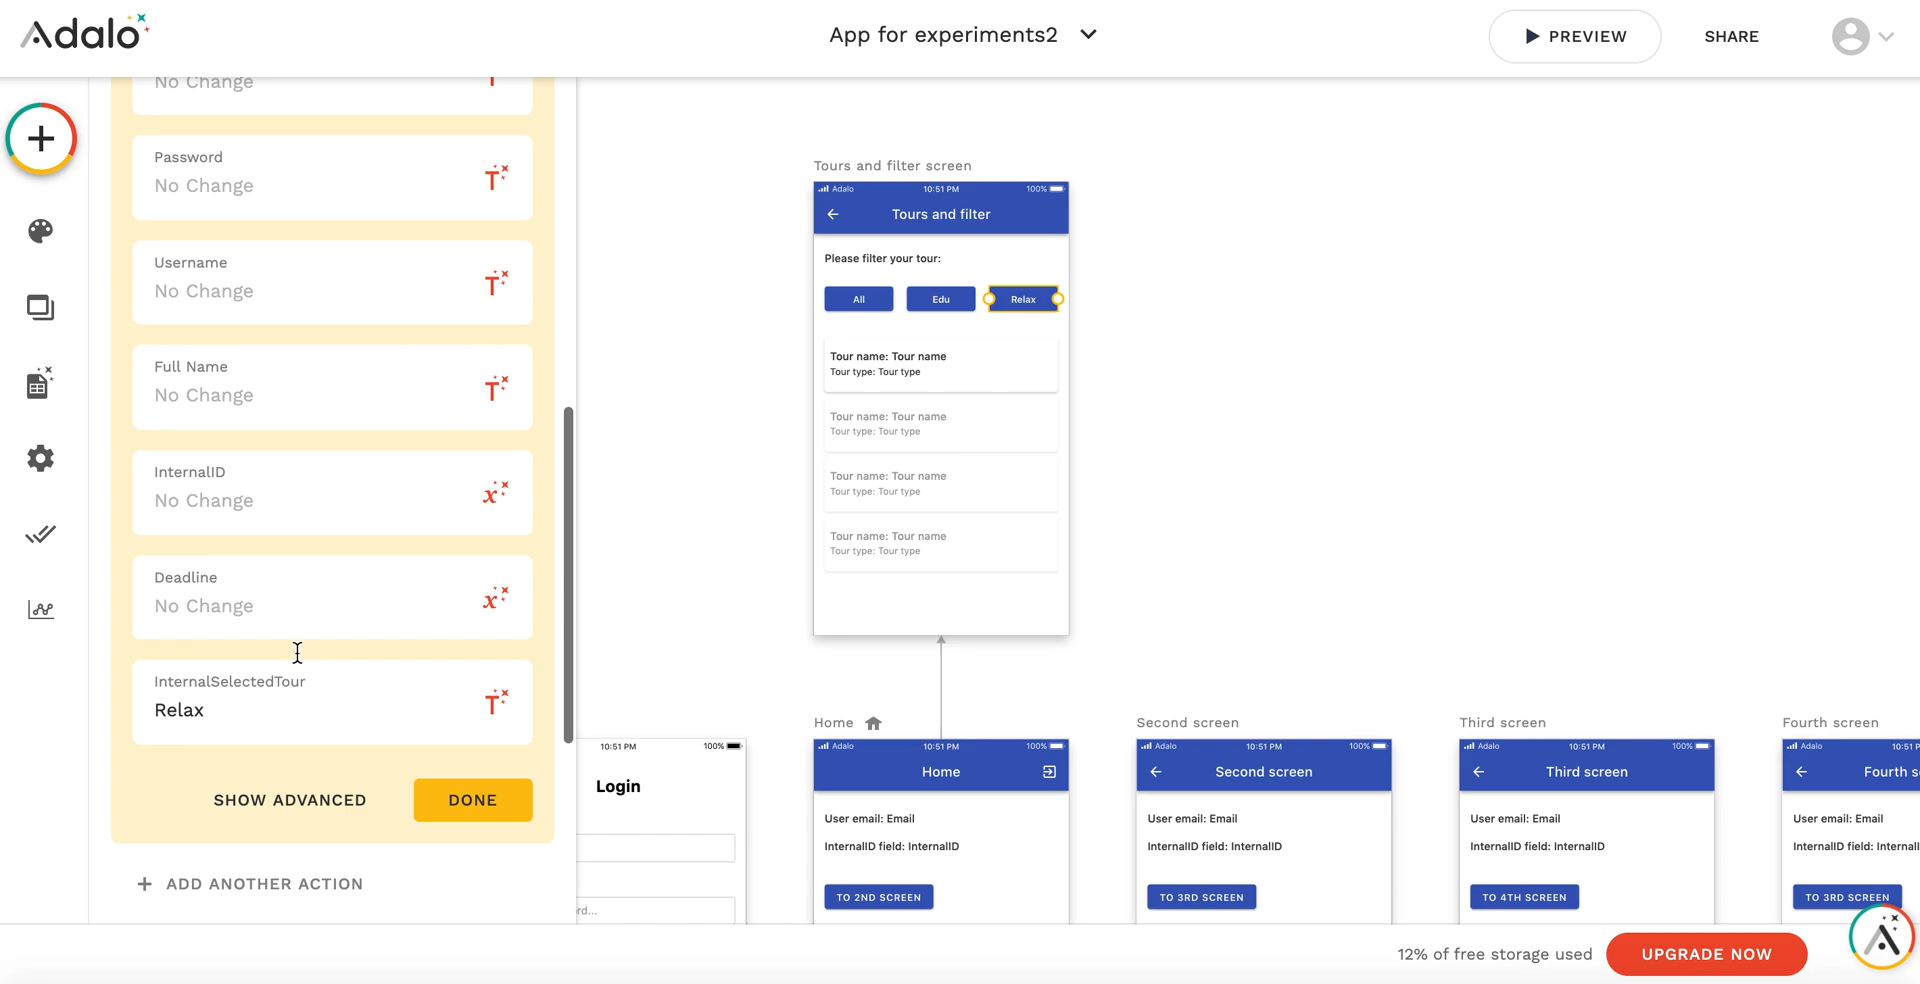 Adalo
App for experiments2
PREVIEW
SHARE
No Change
Password
No Change
Username
No Change
Full Name
No Change
InternalID
No Change
Deadline
No Change
InternalSelectedTour
Relax
SHOW ADVANCED
DONE
ADD ANOTHER ACTION
Tours and filter screen
Adalo
10:51 PM
100%
Tours and filter
Please filter your tour:
All
Edu
Relax
Tour name: Tour name
Tour type: Tour type
Tour name: Tour name
Tour type: Tour type
Tour name: Tour name
Tour type: Tour type
Tour name: Tour name
Tour type: Tour type
10:51 PM
100%
Login
rd...
Home
Adalo
10:51 PM
100%
Home
User email: Email
InternalID field: InternalID
TO 2ND SCREEN
Second screen
Adalo
10:51 PM
100%
Second screen
User email: Email
InternalID field: InternalID
TO 3RD SCREEN
Third screen
Adalo
10:51 PM
100%
Third screen
User email: Email
InternalID field: InternalID
TO 4TH SCREEN
Fourth screen
Adalo
10:51 P
Fourth s
User email: Email
InternalID field: Internall
TO 3RD SCREEN
12% of free storage used
UPGRADE NOW